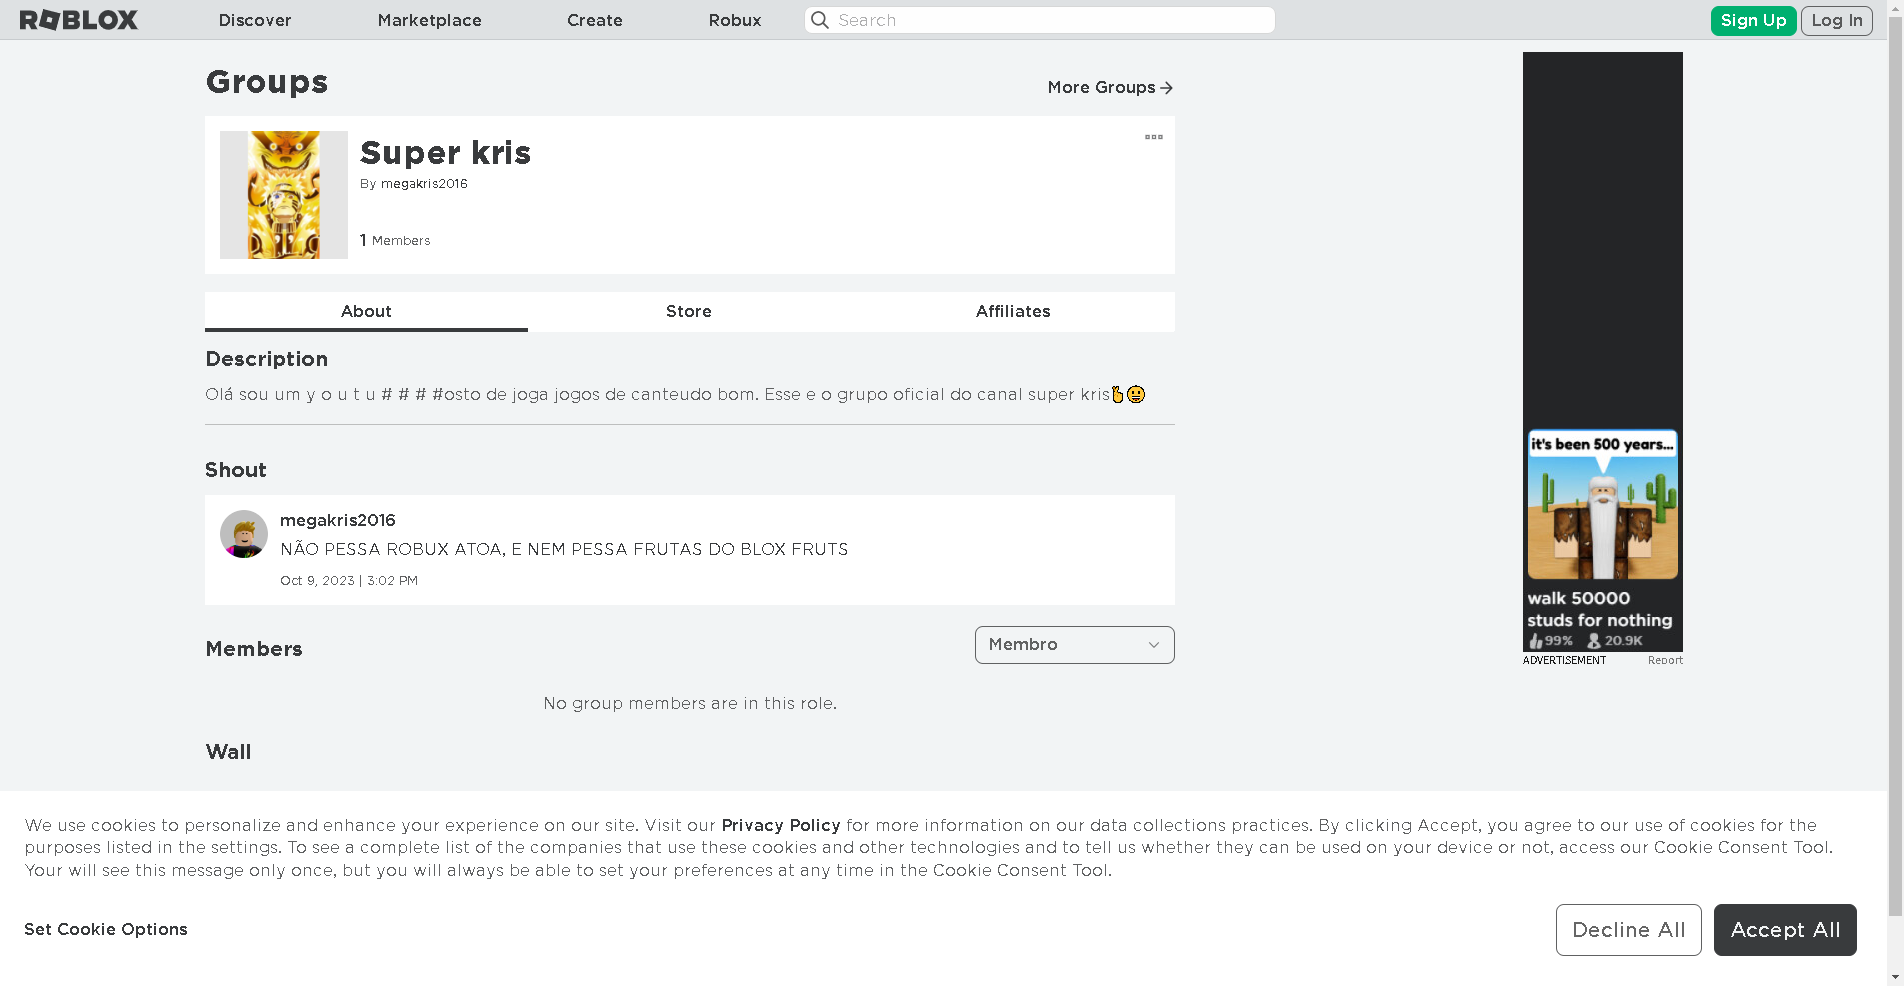 ROBLOX Discover Marketplace Create Robux Search Sign Up Log In
Groups
More Groups
Super kris
By megakris2016
1 Members
About Store Affiliates
Description
Olá sou um y o u t u # # # #osto de joga jogos de canteudo bom. Esse e o grupo oficial do canal super kris
Shout
megakris2016
NÃO PESSA ROBUX ATOA, E NEM PESSA FRUTAS DO BLOX FRUTS
Oct 9, 2023 | 3:02 PM
Members
Membro
No group members are in this role.
Wall
it's been 500 years...
walk 50000
studs for nothing
99% 20.9K
ADVERTISEMENT Report
We use cookies to personalize and enhance your experience on our site. Visit our Privacy Policy for more information on our data collections practices. By clicking Accept, you agree to our use of cookies for the
purposes listed in the settings. To see a complete list of the companies that use these cookies and other technologies and to tell us whether they can be used on your device or not, access our Cookie Consent Tool.
Your will see this message only once, but you will always be able to set your preferences at any time in the Cookie Consent Tool.
Set Cookie Options
Decline All Accept All